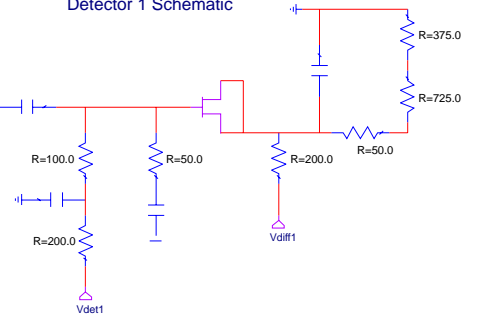 Detector 1 Schematic
R=375.0
R=725.0
R=50.0
R=100.0
R=50.0
R=200.0
R=200.0
Vdiff1
Vdet1